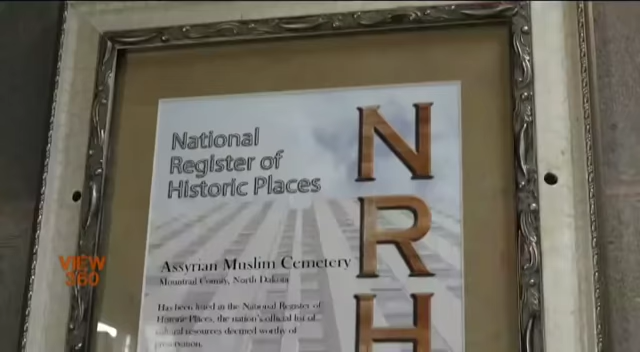 National
Register of
Historic Places
N
R
H
Assyrian Muslim Cemetery
Mountrail County, North Dakota
Has been listed in the National Register of
Historic Places, the nation's official list of
cultural resources deemed worthy of
preservation.
VIEW
360